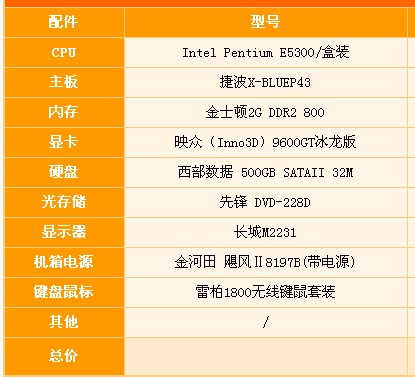 配件 型号
CPU Intel Pentium E5300/盒装
主板 捷波X-BLUEP43
内存 金士顿2G DDR2 800
显卡 映众（Inno3D）9600GT冰龙版
硬盘 西部数据 500GB SATAII 32M
光存储 先锋 DVD-228D
显示器 长城M2231
机箱电源 金河田 飓风Ⅱ8197B(带电源)
键盘鼠标 雷柏1800无线键鼠套装
其他 /
总价